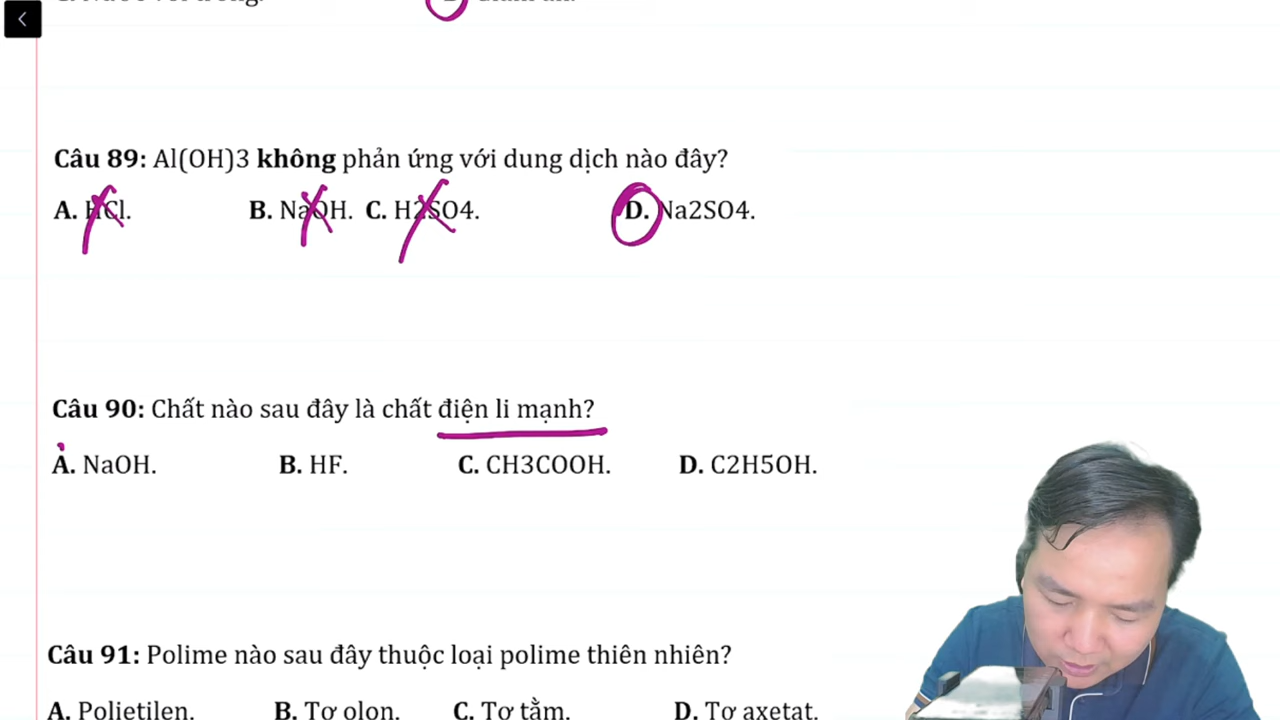 Câu 89: Al(OH)3 không phản ứng với dung dịch nào đây?
A. HCl. B. NaOH. C. H2SO4. D. Na2SO4.
Câu 90: Chất nào sau đây là chất điện li mạnh?
A. NaOH. B. HF. C. CH3COOH. D. C2H5OH.
Câu 91: Polime nào sau đây thuộc loại polime thiên nhiên?
A. Polietilen. B. Tơ olon. C. Tơ tằm. D. Tơ axetat.